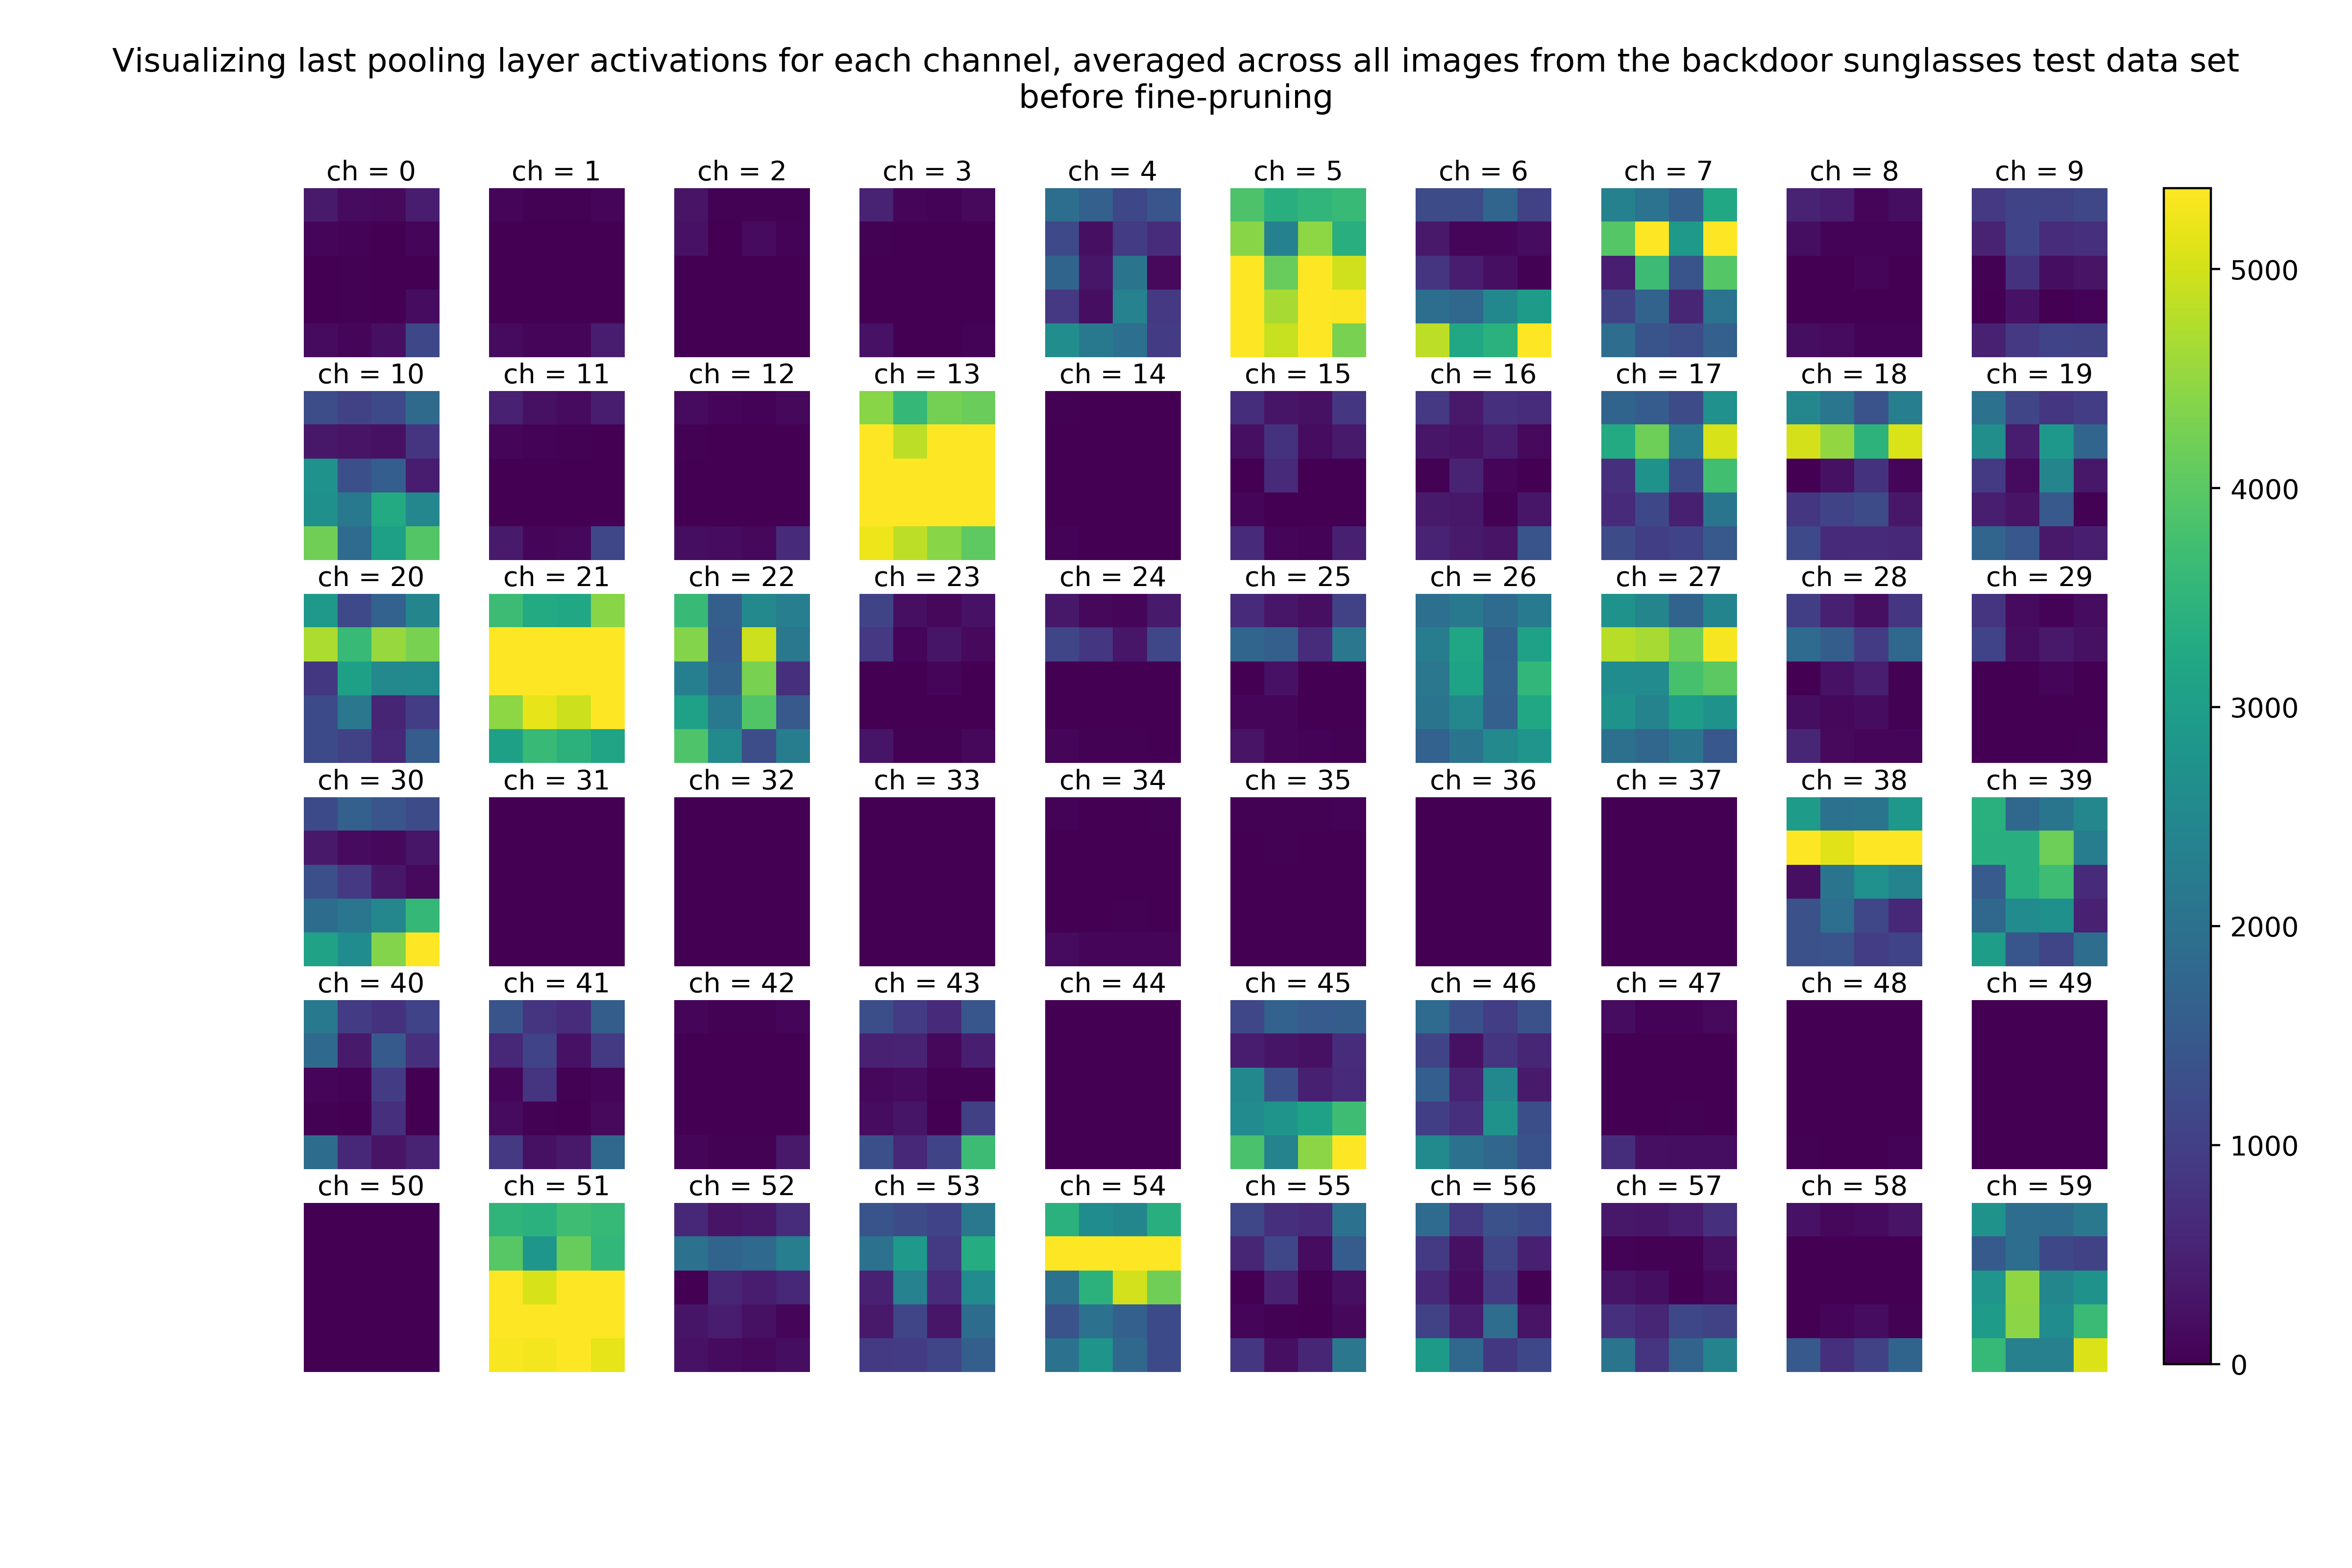 Visualizing last pooling layer activations for each channel, averaged across all images from the backdoor sunglasses test data set
before fine-pruning
ch = 0 ch = 1 ch = 2 ch = 3 ch = 4 ch = 5 ch = 6 ch = 7 ch = 8 ch = 9
ch = 10 ch = 11 ch = 12 ch = 13 ch = 14 ch = 15 ch = 16 ch = 17 ch = 18 ch = 19
ch = 20 ch = 21 ch = 22 ch = 23 ch = 24 ch = 25 ch = 26 ch = 27 ch = 28 ch = 29
ch = 30 ch = 31 ch = 32 ch = 33 ch = 34 ch = 35 ch = 36 ch = 37 ch = 38 ch = 39
ch = 40 ch = 41 ch = 42 ch = 43 ch = 44 ch = 45 ch = 46 ch = 47 ch = 48 ch = 49
ch = 50 ch = 51 ch = 52 ch = 53 ch = 54 ch = 55 ch = 56 ch = 57 ch = 58 ch = 59
5000
4000
3000
2000
1000
0